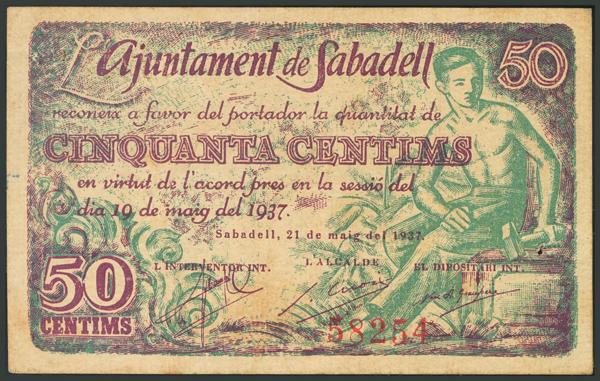 L'Ajuntament de Sabadell
50
reconeix a favor del portador la quantitat de
CINQUANTA CENTIMS
en virtut de l'acord pres en la sessió del
dia 19 de maig del 1937.
Sabadell, 21 de maig del 1937.
L'INTERVENTOR INT.
L'ALCALDE
EL DIPOSITARI INT.
50
CENTIMS
58254